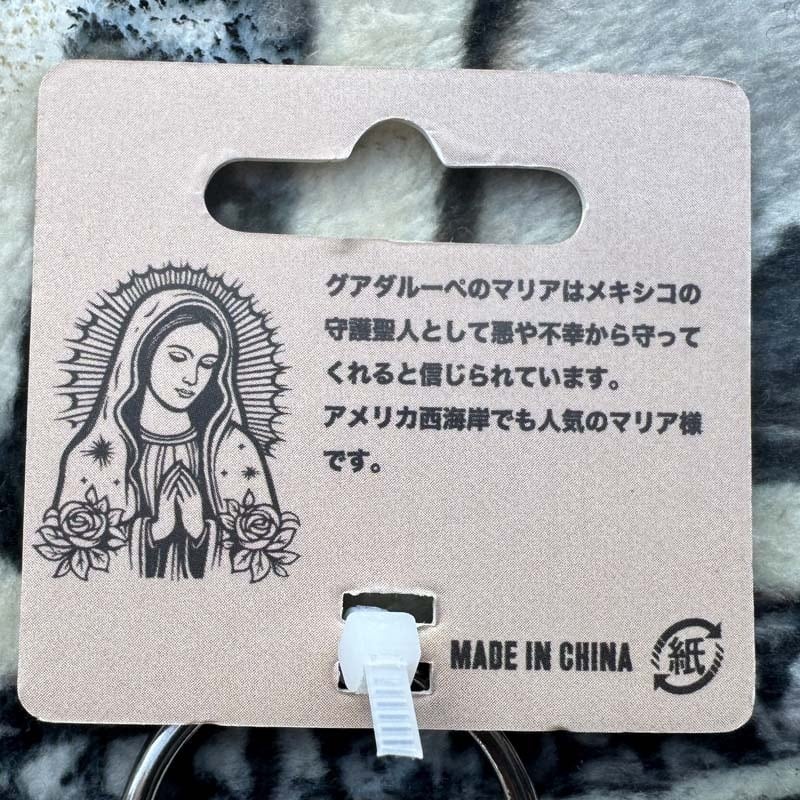 グアダルーペのマリアはメキシコの
守護聖人として悪や不幸から守って
くれると信じられています。
アメリカ西海岸でも人気のマリア様
です。
MADE IN CHINA
紙